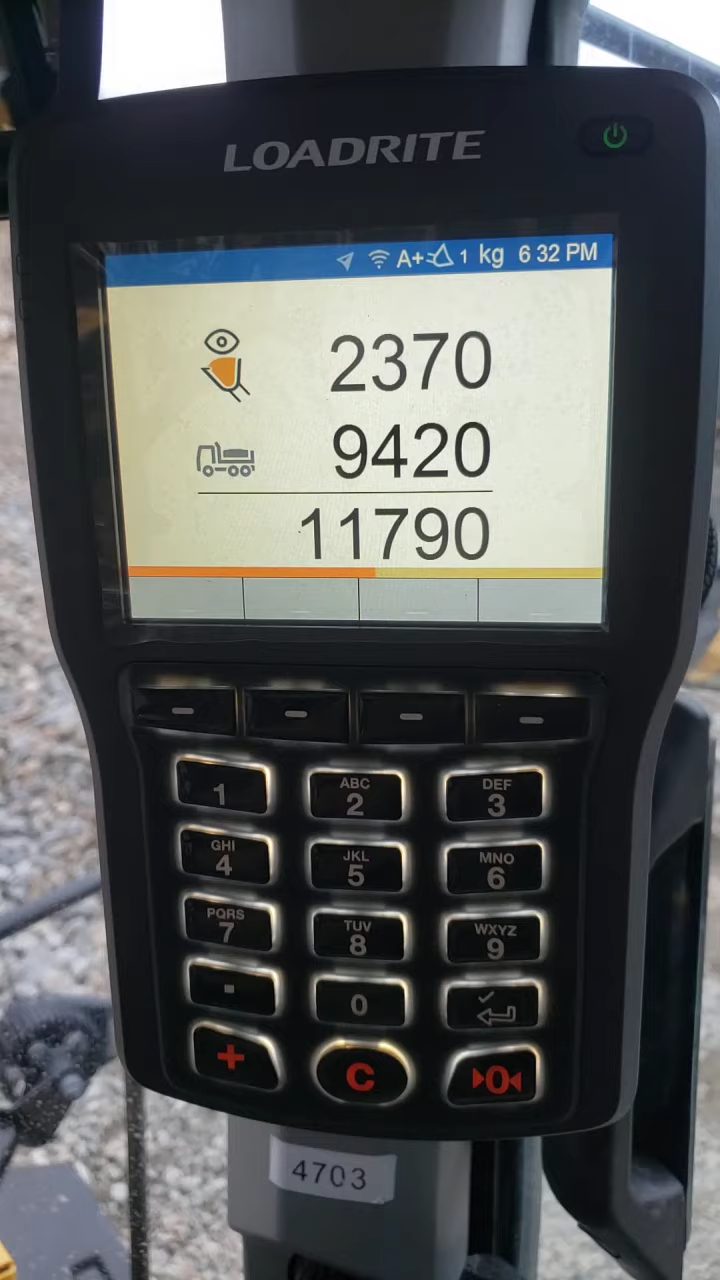 LOADRITE
A+ 1 kg 6 32 PM
2370
9420
11790
1 ABC 2 DEF 3
GHI 4 JKL 5 MNO 6
PQRS 7 TUV 8 WXYZ 9
. 0
+ C 0
4703